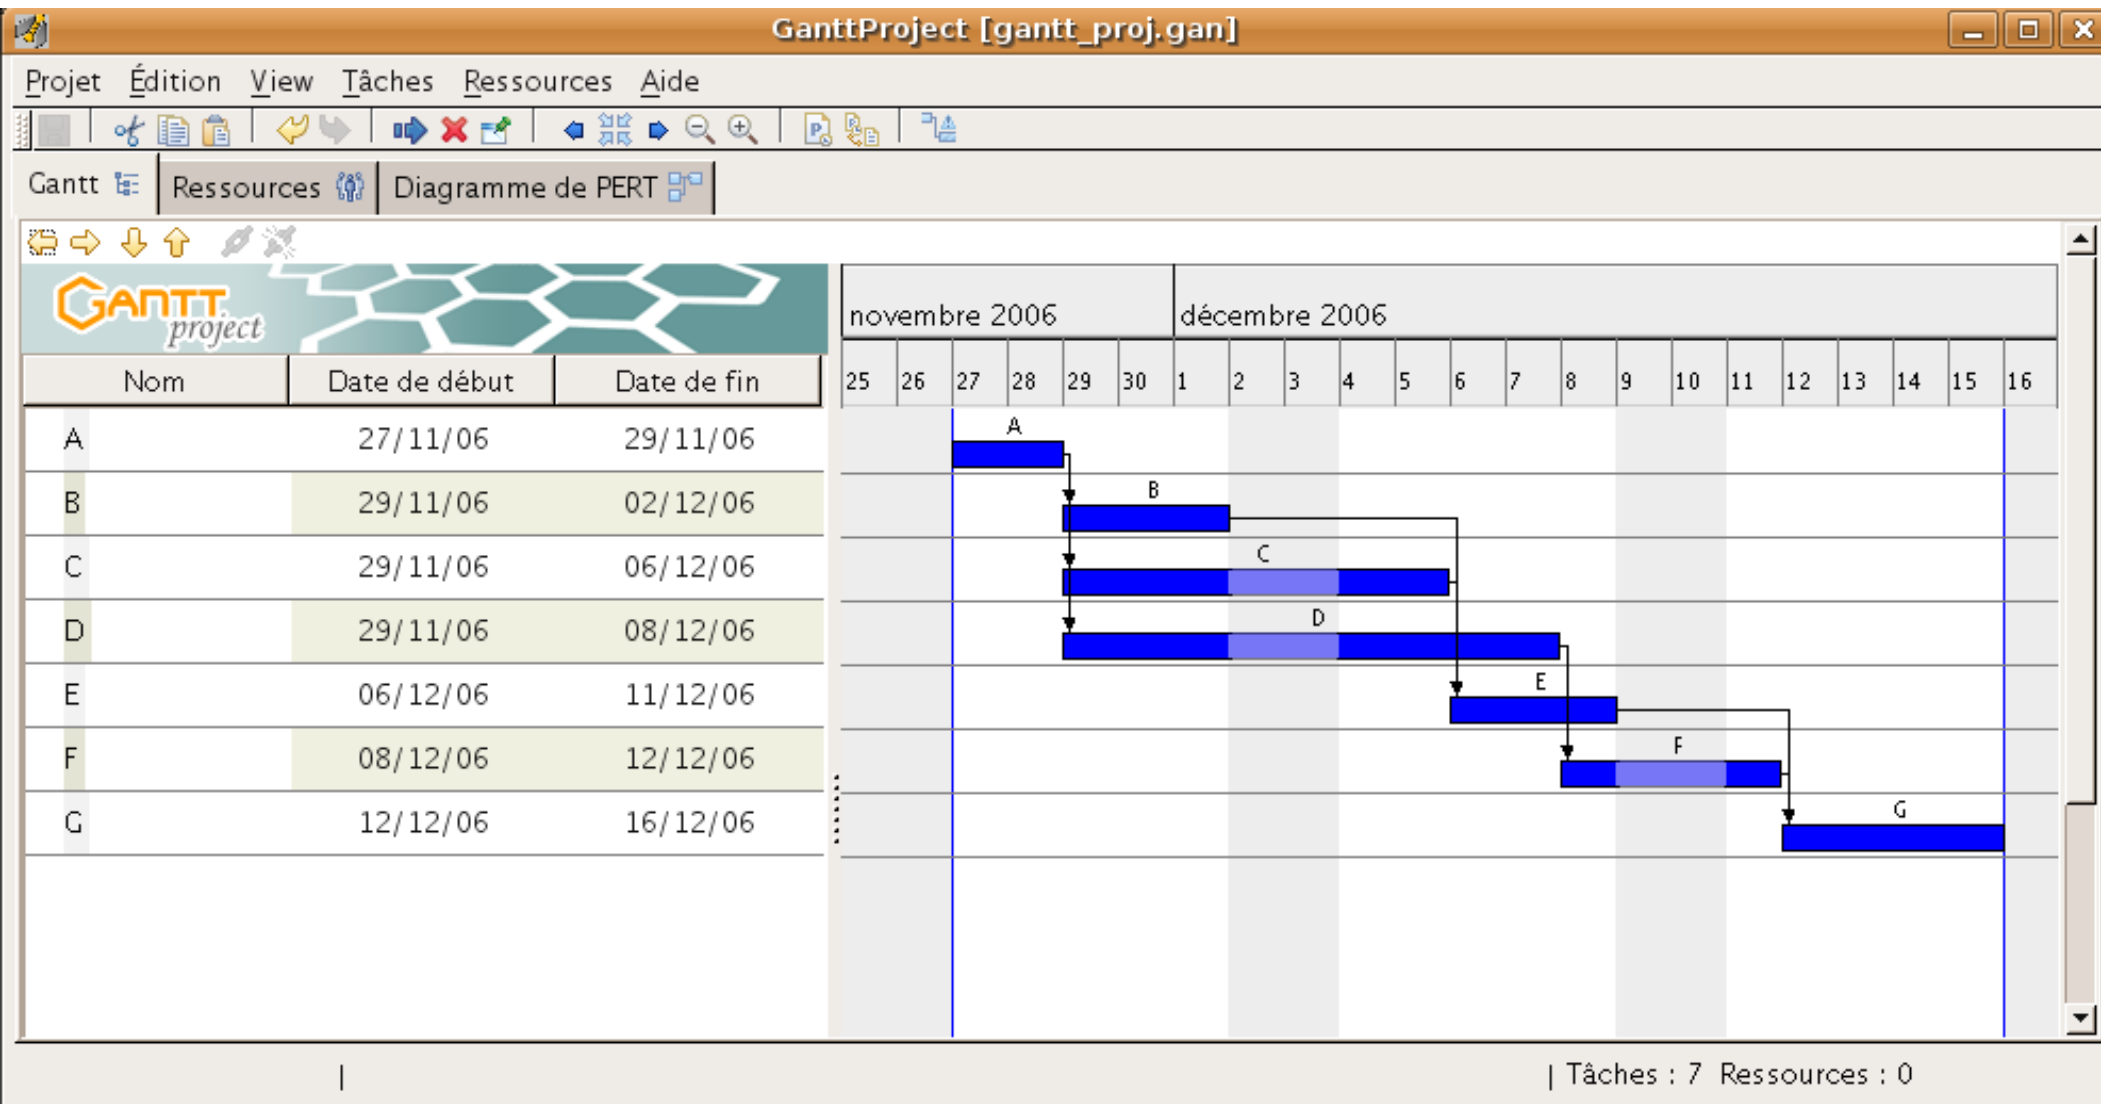 GanttProject [gantt_proj.gan]
Projet Édition View Tâches Ressources Aide
Gantt Ressources Diagramme de PERT
GANTT project
novembre 2006 décembre 2006
Nom Date de début Date de fin
25 26 27 28 29 30 1 2 3 4 5 6 7 8 9 10 11 12 13 14 15 16
A 27/11/06 29/11/06 A
B 29/11/06 02/12/06 B
C 29/11/06 06/12/06 C
D 29/11/06 08/12/06 D
E 06/12/06 11/12/06 E
F 08/12/06 12/12/06 F
G 12/12/06 16/12/06 G
| | Tâches : 7 Ressources : 0